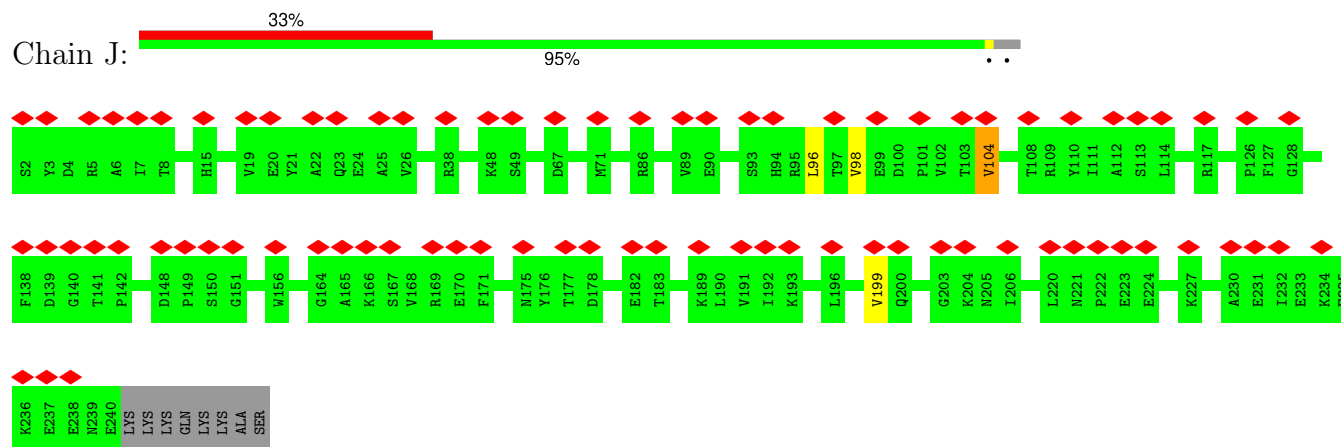 33%
Chain J:
95%
S2 Y3 D4 R5 A6 I7 T8 H15 V19 E20 Y21 A22 Q23 E24 A25 V26 R38 K48 S49 D67 M71 R86 V89 E90 S93 H94 R95 L96 T97 V98 E99 D100 P101 V102 T103 V104 T108 R109 Y110 I111 A112 S113 L114 R117 P126 F127 G128
F138 D139 G140 T141 P142 D148 P149 S150 G151 W156 G164 A165 K166 S167 V168 R169 E170 F171 N175 Y176 T177 D178 E182 T183 K189 L190 V191 I192 K193 L196 V199 Q200 G203 K204 N205 I206 L220 N221 P222 E223 E224 K227 A230 E231 I232 E233 K234
K236 E237 E238 N239 E240 LYS LYS LYS GLN LYS LYS ALA SER